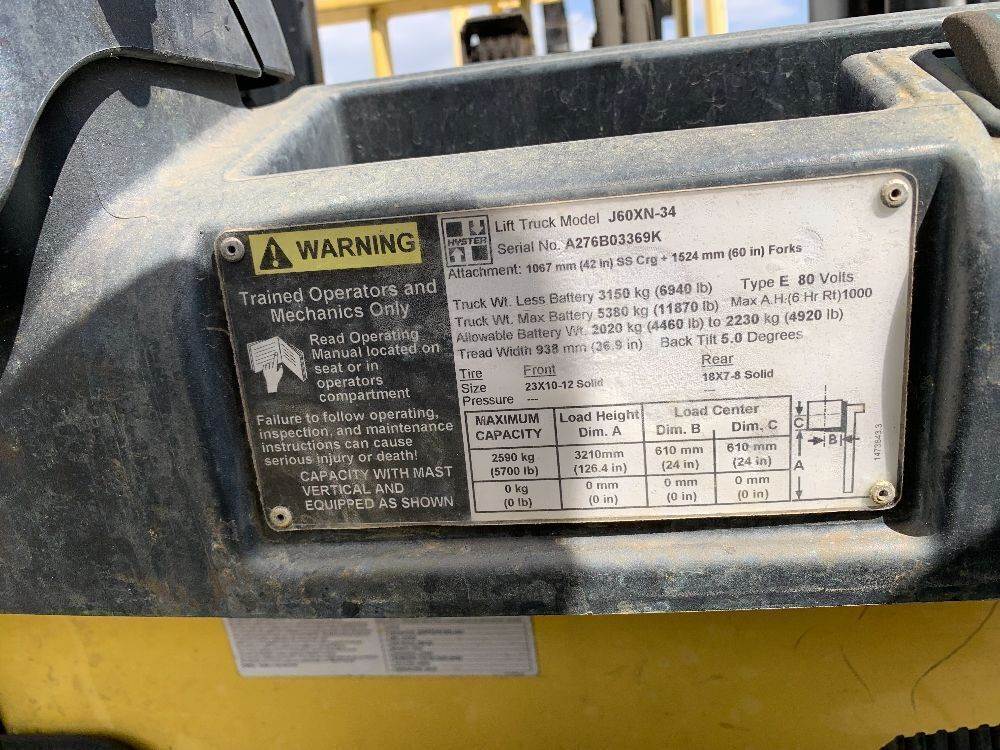 WARNING
Trained Operators and
Mechanics Only
Read Operating
Manual located on
seat or in
operators
compartment
Failure to follow operating,
inspection, and maintenance
instructions can cause
serious injury or death!
CAPACITY WITH MAST
VERTICAL AND
EQUIPPED AS SHOWN
HYSTER
Lift Truck Model J60XN-34
Serial No. A276B03369K
Attachment: 1067 mm (42 in) SS Crg + 1524 mm (60 in) Forks
Truck Wt. Less Battery 3150 kg (6940 lb) Type E 80 Volts
Truck Wt. Max Battery 5380 kg (11870 lb) Max A.H.(6 Hr Rt)1000
Allowable Battery Wt. 2020 kg (4460 lb) to 2230 kg (4920 lb)
Tread Width 938 mm (36.9 in) Back Tilt 5.0 Degrees
Tire Front Rear
Size 23X10-12 Solid 18X7-8 Solid
Pressure --- ---
MAXIMUM CAPACITY Load Height Dim. A Load Center Dim. B Dim. C
2590 kg (5700 lb) 3210mm (126.4 in) 610 mm (24 in) 610 mm (24 in)
0 kg (0 lb) 0 mm (0 in) 0 mm (0 in) 0 mm (0 in)
C
B
A
1473843.3